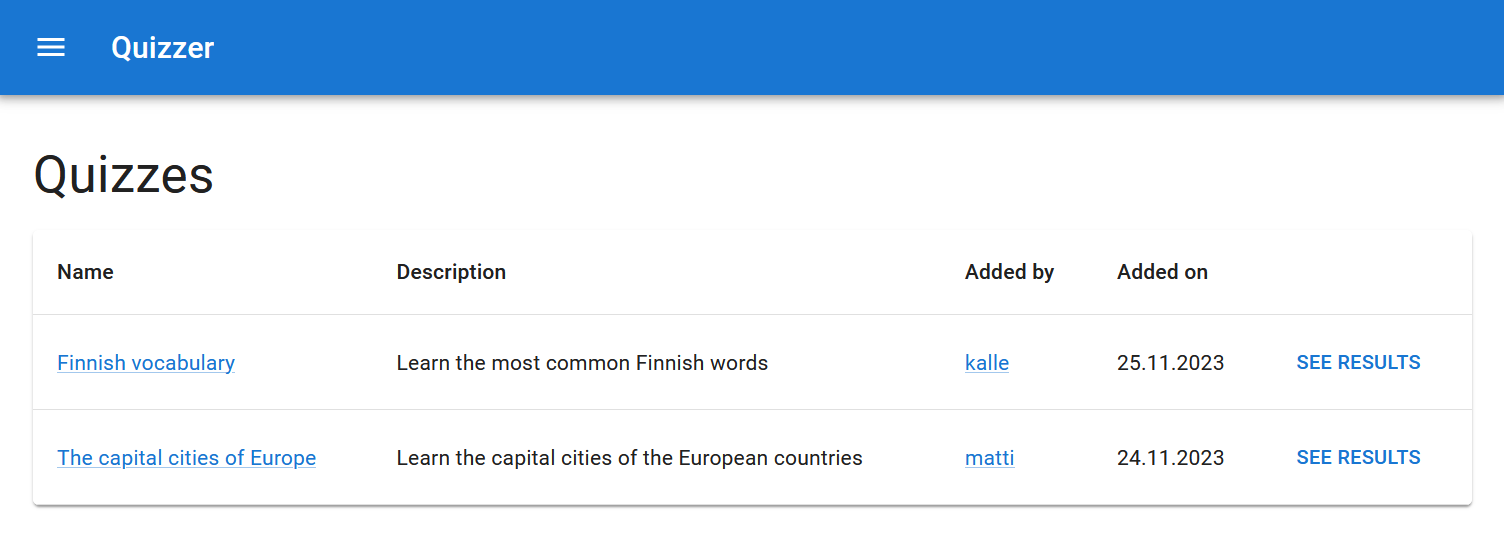 Quizzer
Quizzes
Name Description Added by Added on
Finnish vocabulary Learn the most common Finnish words kalle 25.11.2023 SEE RESULTS
The capital cities of Europe Learn the capital cities of the European countries matti 24.11.2023 SEE RESULTS